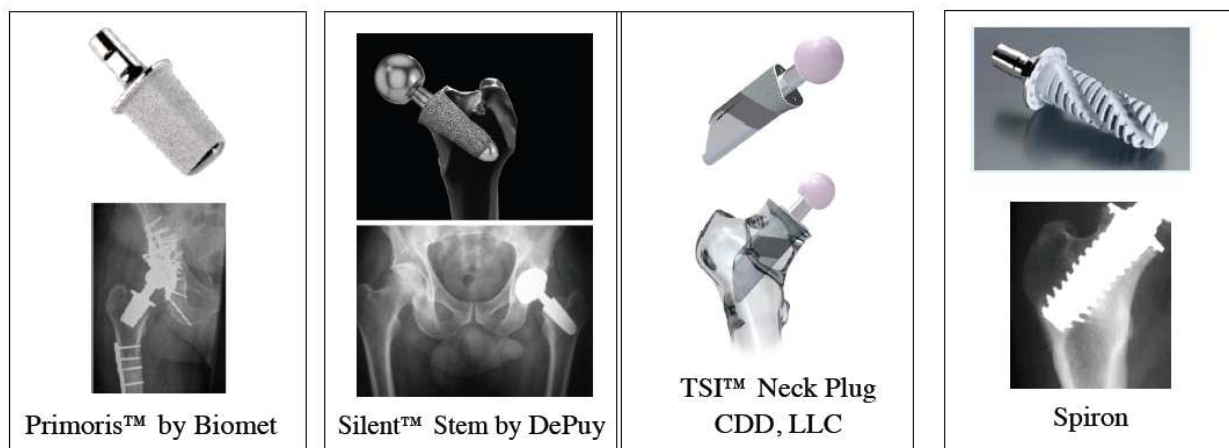 Primoris™ by Biomet
Silent™ Stem by DePuy
TSI™ Neck Plug
CDD, LLC
Spiron